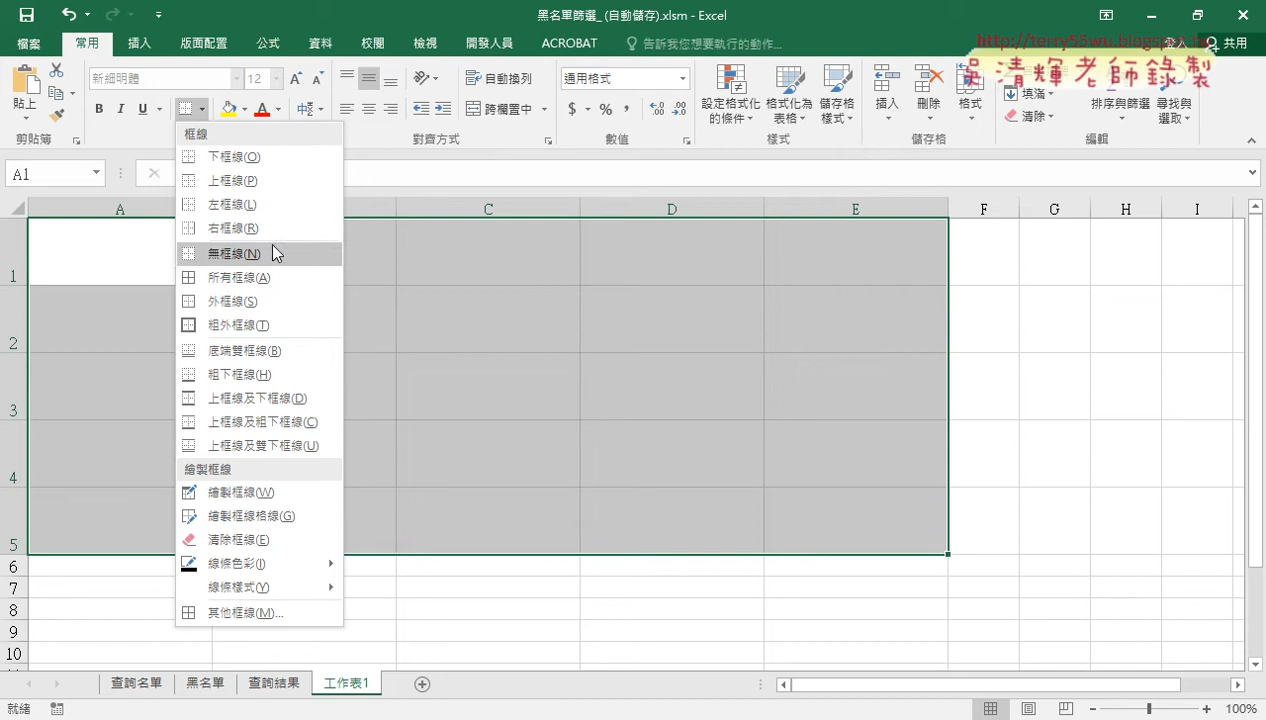 黑名單篩選_ (自動儲存).xlsm - Excel
檔案 常用 插入 版面配置 公式 資料 校閱 檢視 開發人員 ACROBAT 告訴我您想要執行的動作... 登入 共用
http://terry55wu.blogspot.tw
吳清輝老師錄製
貼上 新細明體 12 自動換列 通用格式 設定格式化的條件 格式化為表格 儲存格樣式 插入 刪除 格式 填滿 清除 排序與篩選 尋找與選取
B I U A 中 跨欄置中 $ % ,
剪貼簿 對齊方式 數值 樣式 儲存格 編輯
A1
A C D E F G H I
1
2
3
4
5
6
7
8
9
10
框線
下框線(O)
上框線(P)
左框線(L)
右框線(R)
無框線(N)
所有框線(A)
外框線(S)
粗外框線(T)
底端雙框線(B)
粗下框線(H)
上框線及下框線(D)
上框線及粗下框線(C)
上框線及雙下框線(U)
繪製框線
繪製框線(W)
繪製框線格線(G)
清除框線(E)
線條色彩(I)
線條樣式(Y)
其他框線(M)...
查詢名單 黑名單 查詢結果 工作表1
就緒 100%